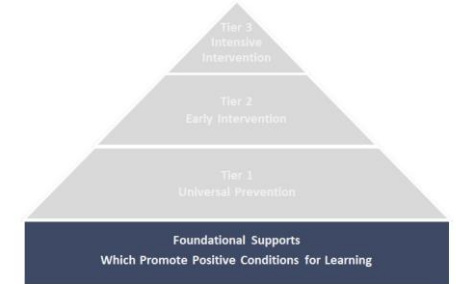 Tier 3
Intensive
Intervention
Tier 2
Early Intervention
Tier 1
Universal Prevention
Foundational Supports
Which Promote Positive Conditions for Learning